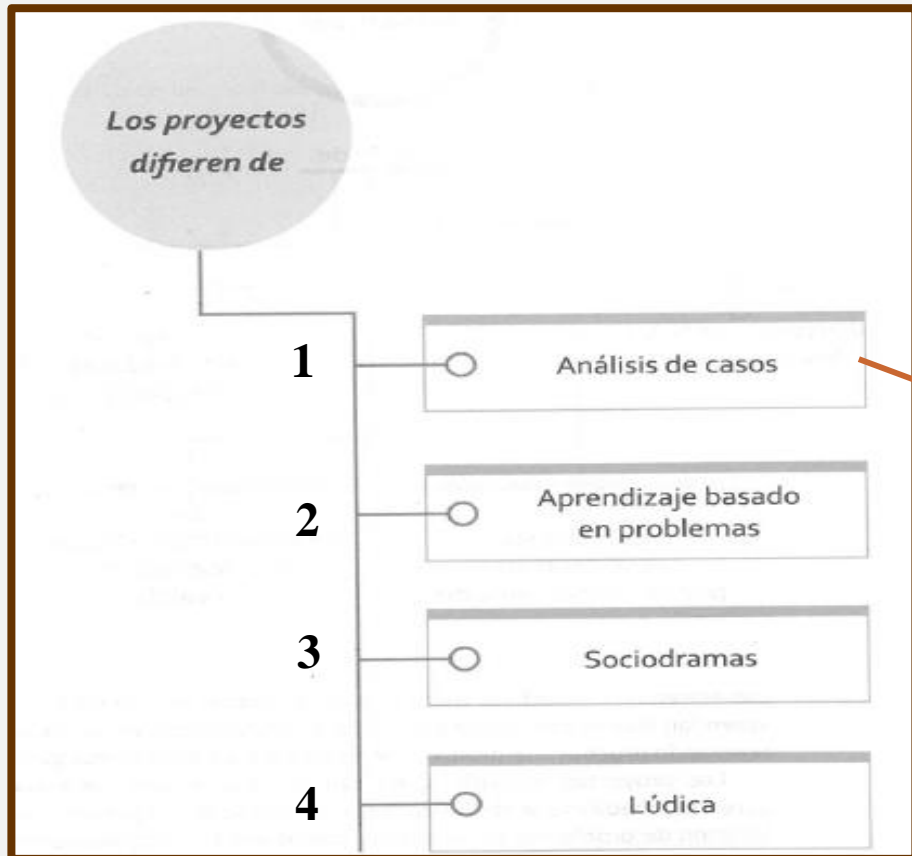 Los proyectos
difieren de
1
Análisis de casos
2
Aprendizaje basado
en problemas
3
Sociodramas
4
Lúdica